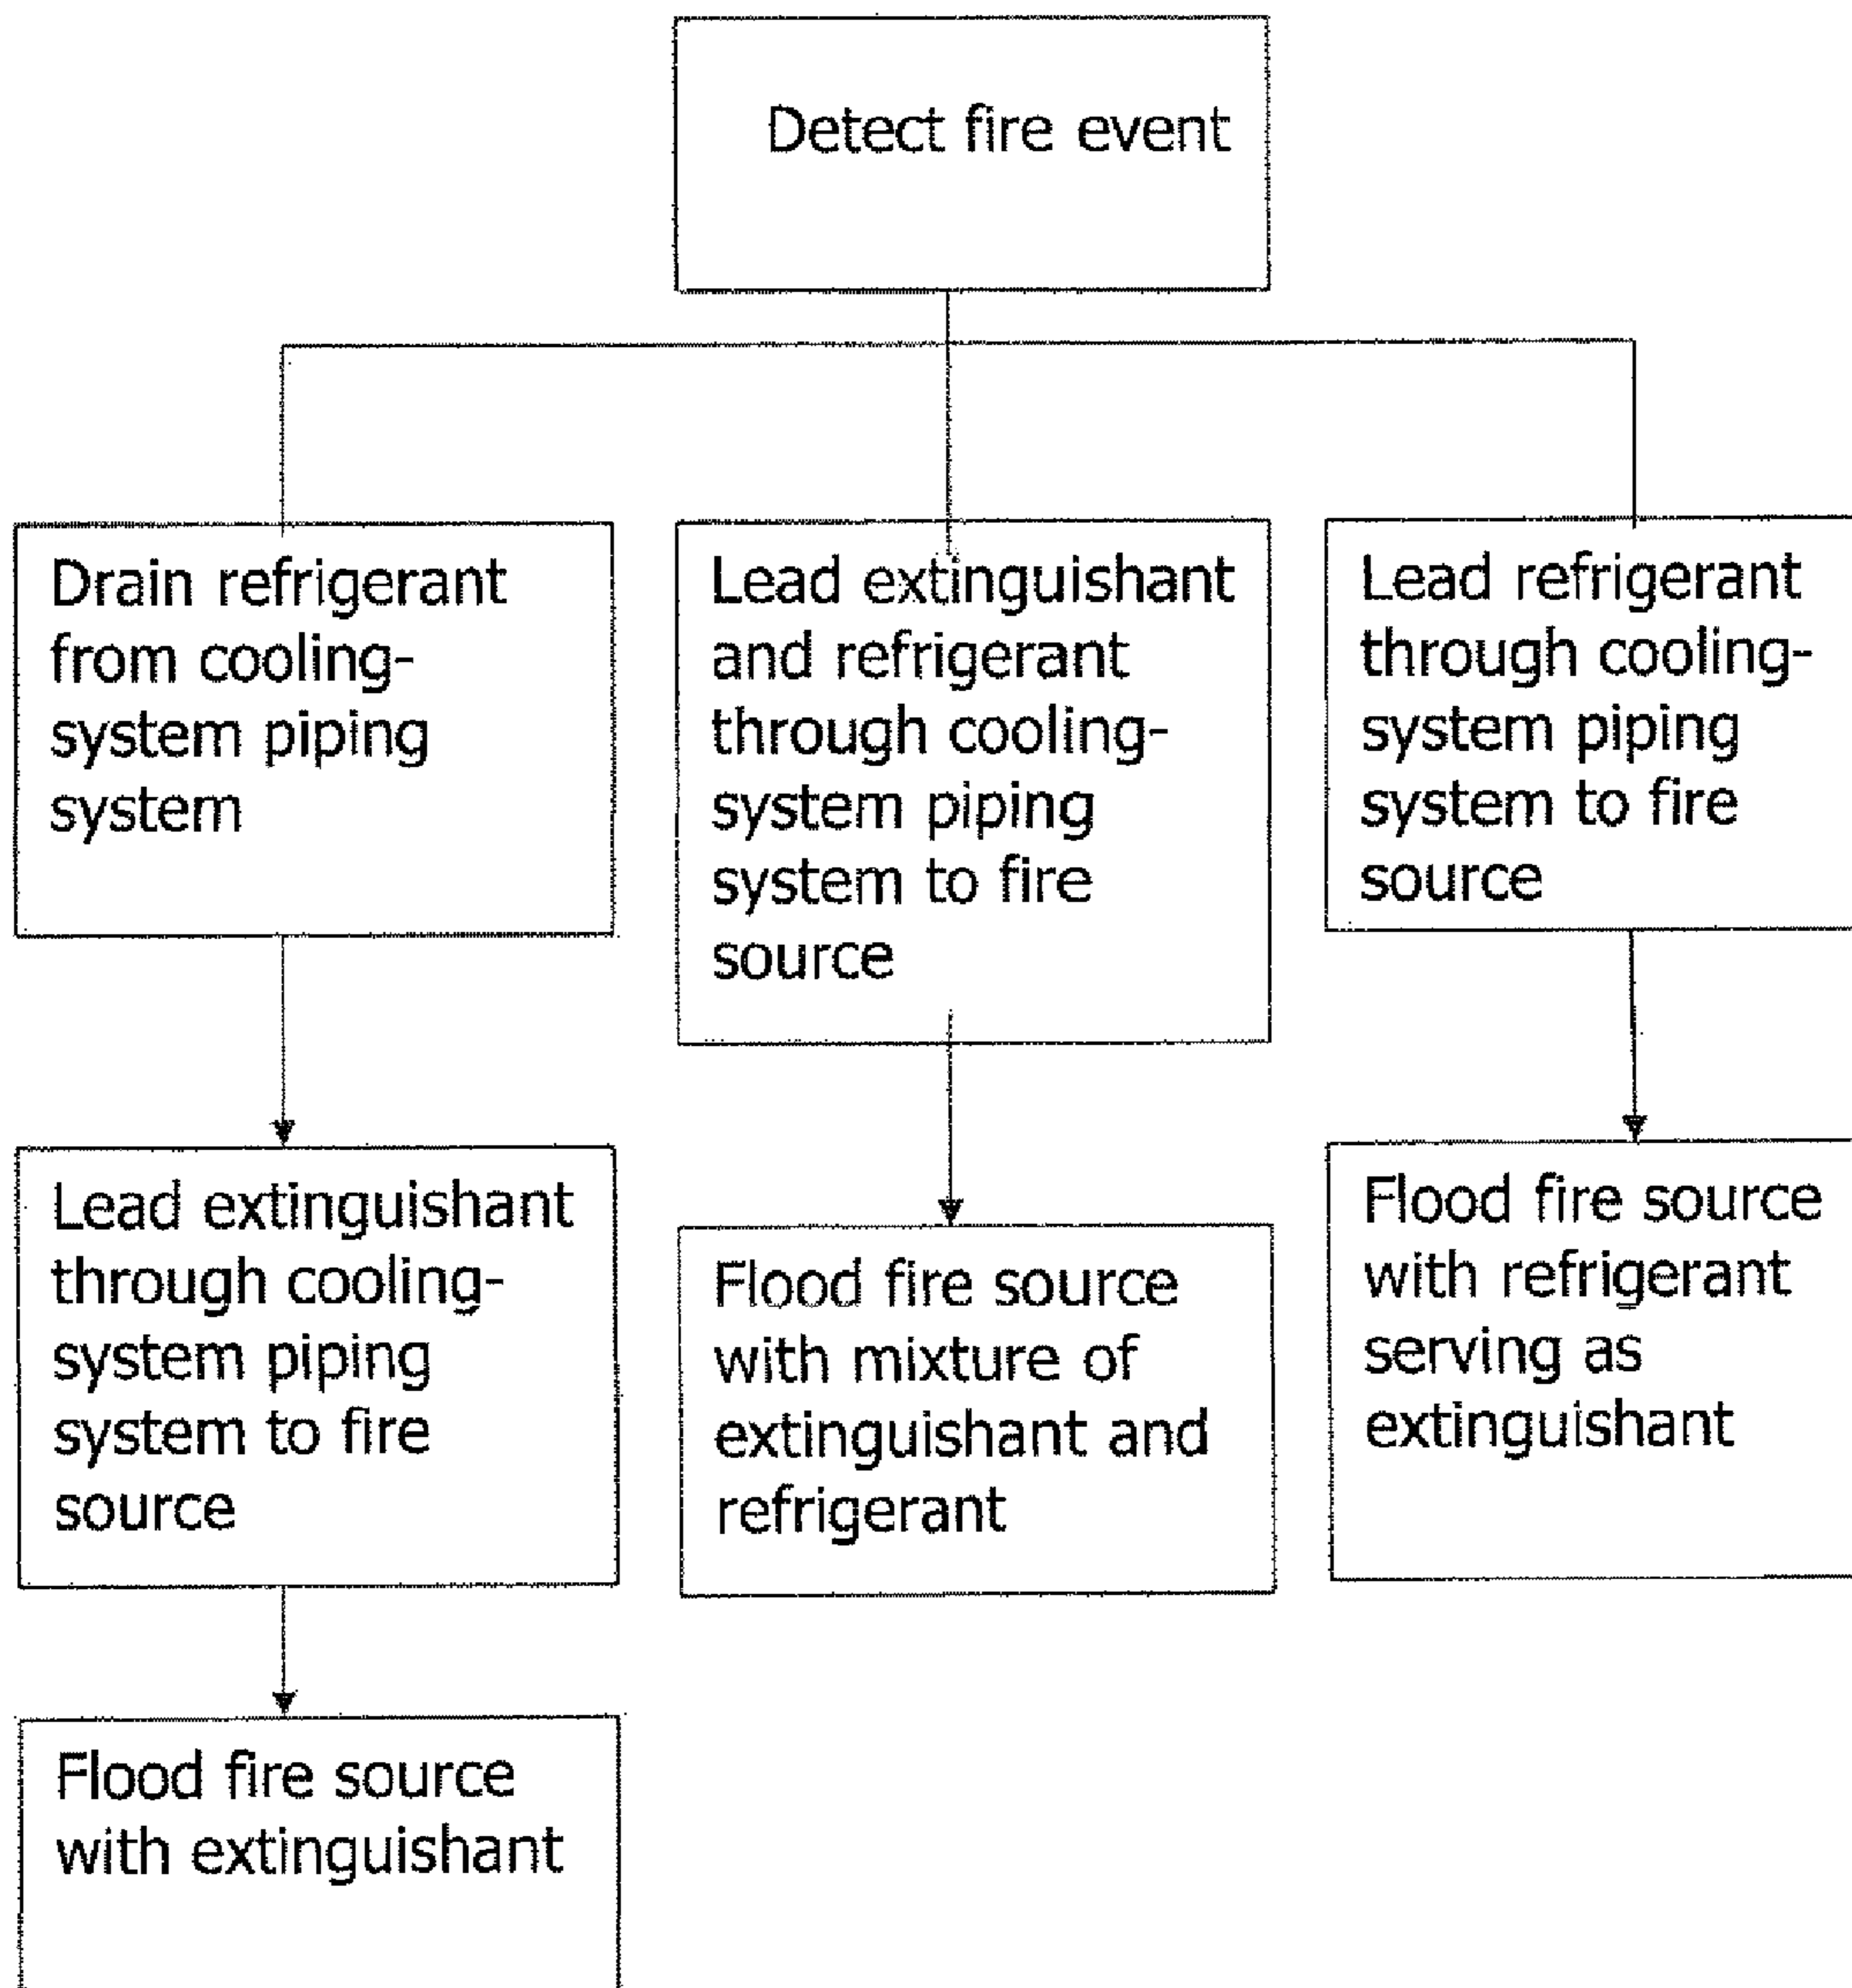 Detect fire event
Drain refrigerant
from cooling-
system piping
system
Lead extinguishant
and refrigerant
through cooling-
system piping
system to fire
source
Lead refrigerant
through cooling-
system piping
system to fire
source
Lead extinguishant
through cooling-
system piping
system to fire
source
Flood fire source
with mixture of
extinguishant and
refrigerant
Flood fire source
with refrigerant
serving as
extinguishant
Flood fire source
with extinguishant